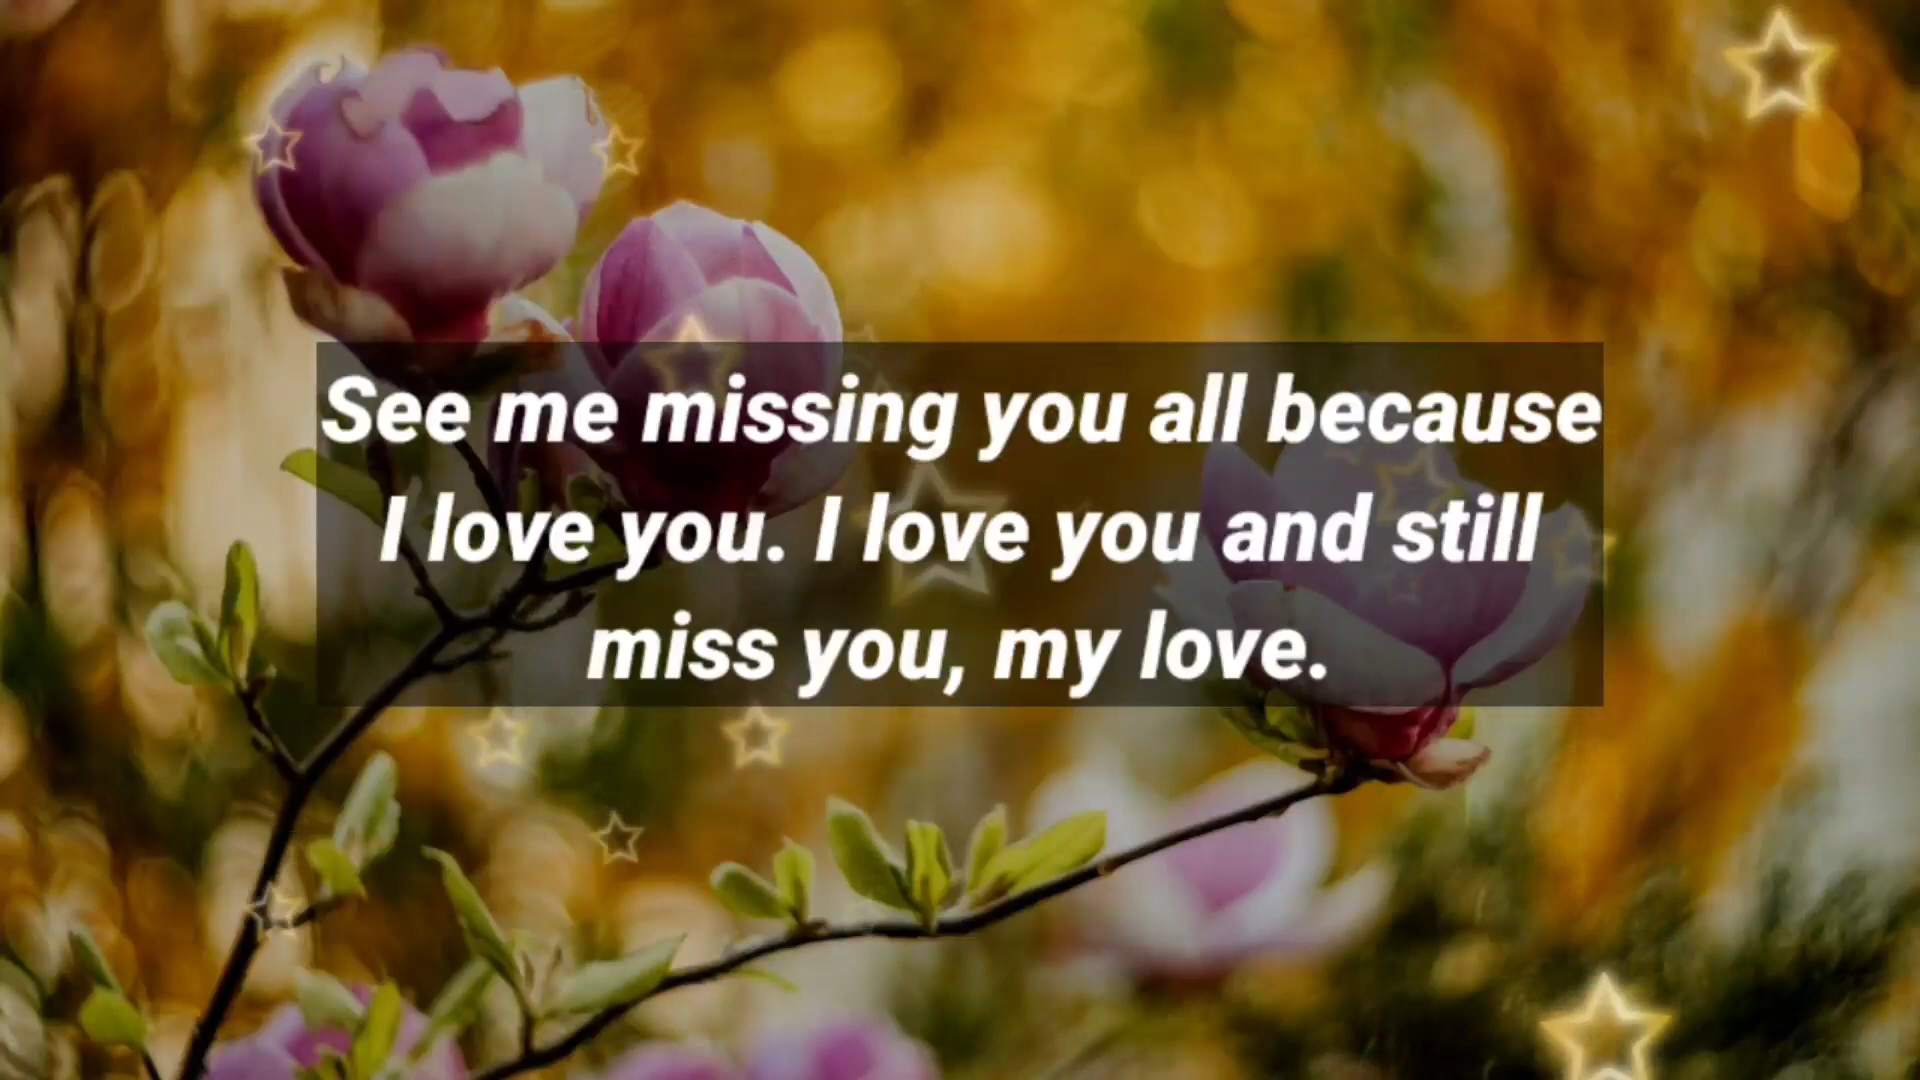 See me missing you all because
I love you. I love you and still
miss you, my love.